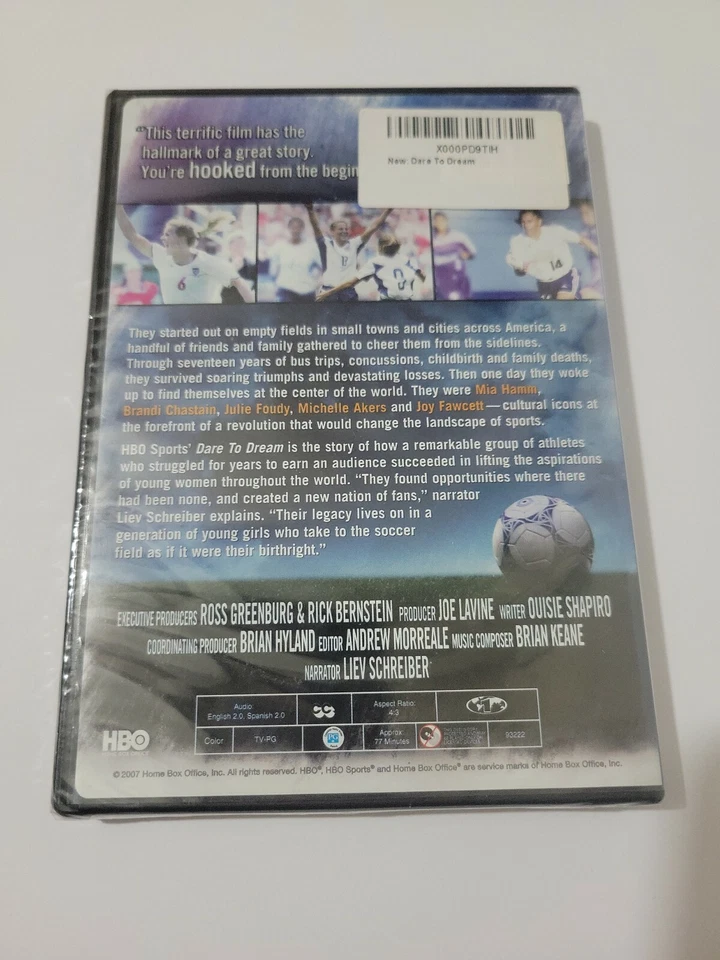 "This terrific film has the
hallmark of a great story.
You're hooked from the begin
X000PD9TIH
New: Dare To Dream
6
12
0
14
They started out on empty fields in small towns and cities across America, a
handful of friends and family gathered to cheer them from the sidelines.
Through seventeen years of bus trips, concussions, childbirth and family deaths,
they survived soaring triumphs and devastating losses. Then one day they woke
up to find themselves at the center of the world. They were Mia Hamm,
Brandi Chastain, Julie Foudy, Michelle Akers and Joy Fawcett — cultural icons at
the forefront of a revolution that would change the landscape of sports.
HBO Sports' Dare To Dream is the story of how a remarkable group of athletes
who struggled for years to earn an audience succeeded in lifting the aspirations
of young women throughout the world. "They found opportunities where there
had been none, and created a new nation of fans," narrator
Liev Schreiber explains. "Their legacy lives on in a
generation of young girls who take to the soccer
field as if it were their birthright."
EXECUTIVE PRODUCERS ROSS GREENBURG & RICK BERNSTEIN PRODUCER JOE LAVINE WRITER OUISIE SHAPIRO
COORDINATING PRODUCER BRIAN HYLAND EDITOR ANDREW MORREALE MUSIC COMPOSER BRIAN KEANE
NARRATOR LIEV SCHREIBER
Audio:
English 2.0, Spanish 2.0
Aspect Ratio:
4:3
HBO
Color
TV-PG
Approx.
77 Minutes
93222
© 2007 Home Box Office, Inc. All rights reserved. HBO®, HBO Sports® and Home Box Office® are service marks of Home Box Office, Inc.